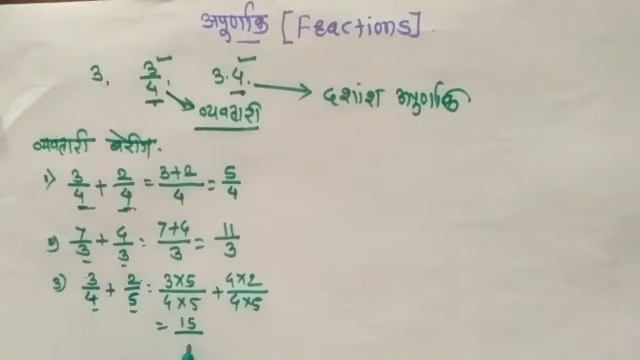 अपूर्णांक [Fractions]
3. 3/4. 3.4. → दशांश अपूर्णांक
व्यवहारी
व्यवहारी बेरीज.
1) 3/4 + 2/4 = 3+2/4 = 5/4
2) 7/3 + 4/3 = 7+4/3 = 11/3
3) 3/4 + 2/5 = 3×5/4×5 + 4×2/4×5
= 15/